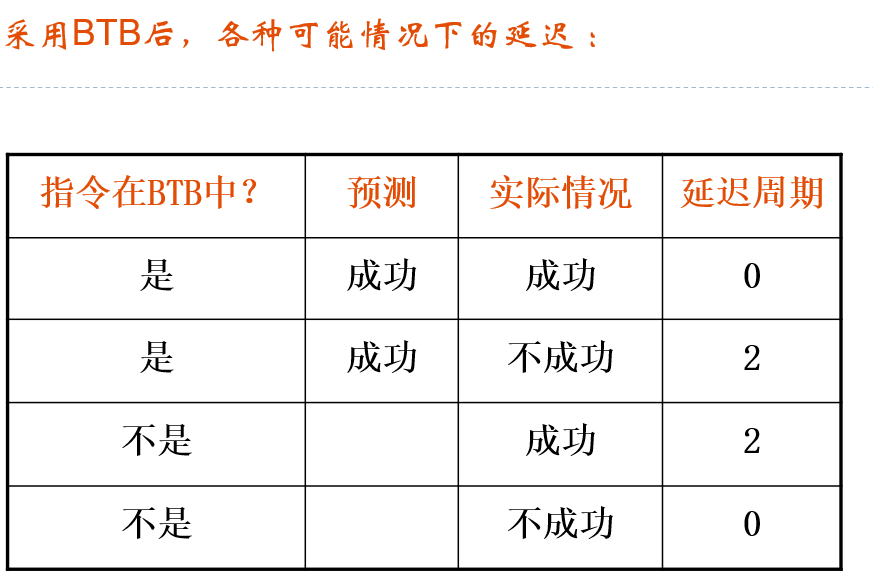 采用BTB后，各种可能情况下的延迟：
指令在BTB中？ 预测 实际情况 延迟周期
是 成功 成功 0
是 成功 不成功 2
不是 成功 2
不是 不成功 0